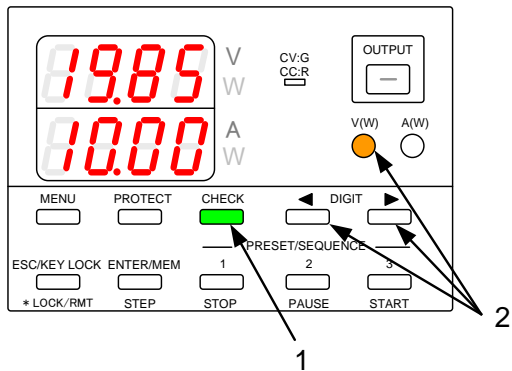 19.85 V
W
CV:G
CC:R
OUTPUT
10.00 A
W
V(W) A(W)
MENU PROTECT CHECK ◀ DIGIT ▶
PRESET/SEQUENCE
ESC/KEY LOCK ENTER/MEM 1 2 3
* LOCK/RMT STEP STOP PAUSE START
1
2